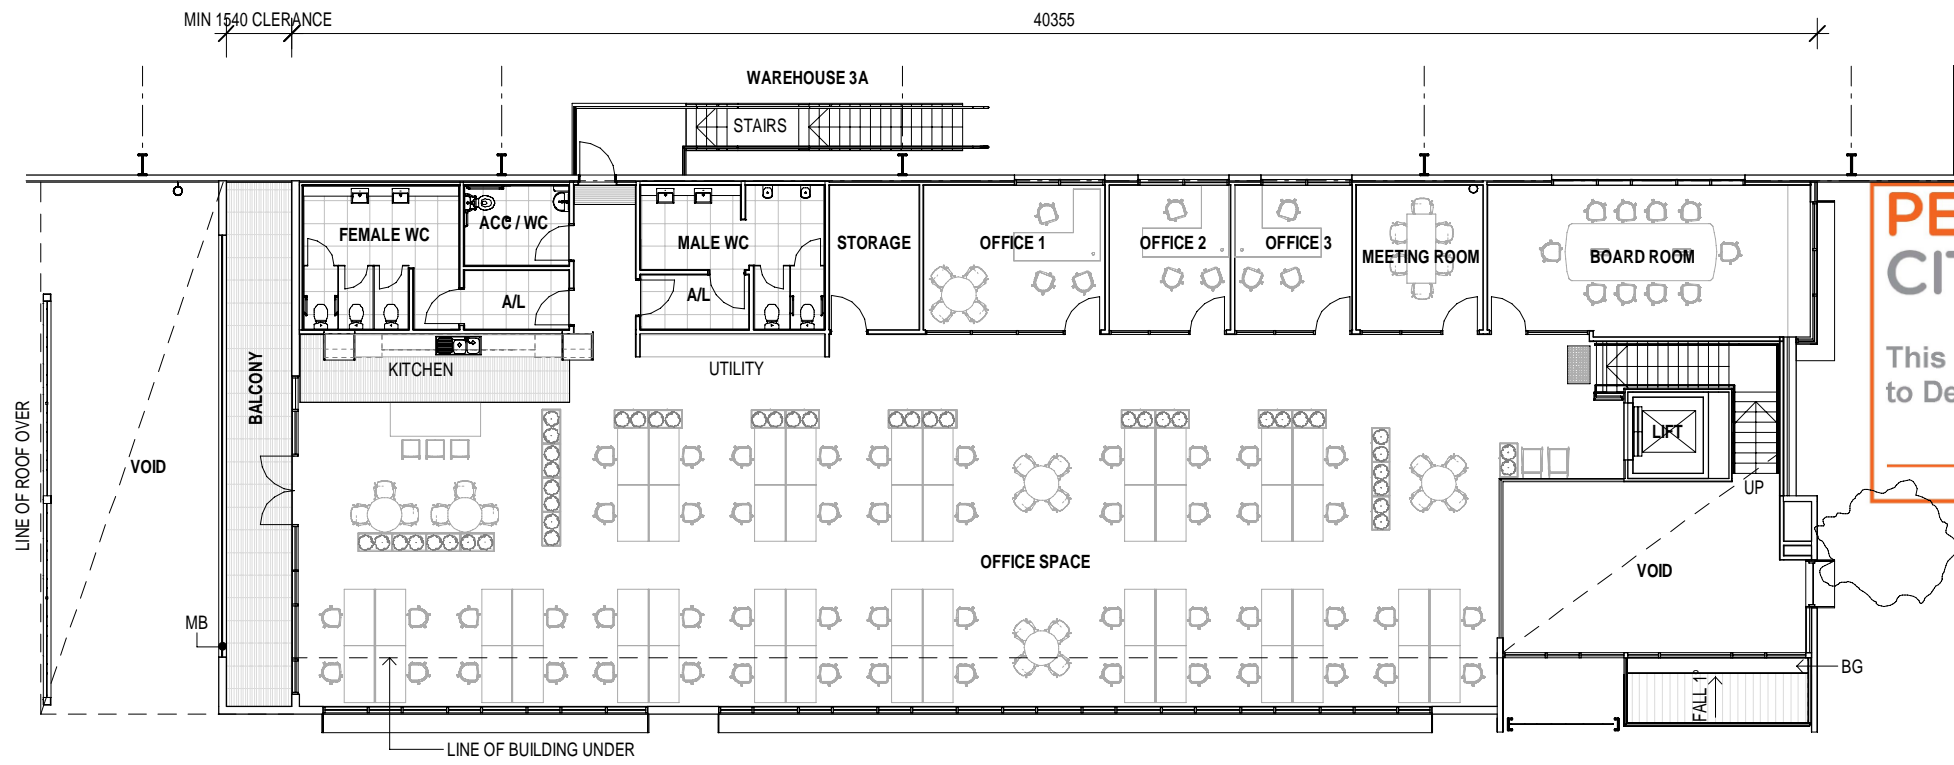 MIN 1540 CLERANCE
40355
WAREHOUSE 3A
STAIRS
FEMALE WC
ACC / WC
MALE WC
STORAGE
OFFICE 1
OFFICE 2
OFFICE 3
MEETING ROOM
BOARD ROOM
A/L
A/L
KITCHEN
UTILITY
BALCONY
LINE OF ROOF OVER
VOID
LIFT
UP
OFFICE SPACE
VOID
MB
BG
FALL 1°
LINE OF BUILDING UNDER
PE
CI
This
to De